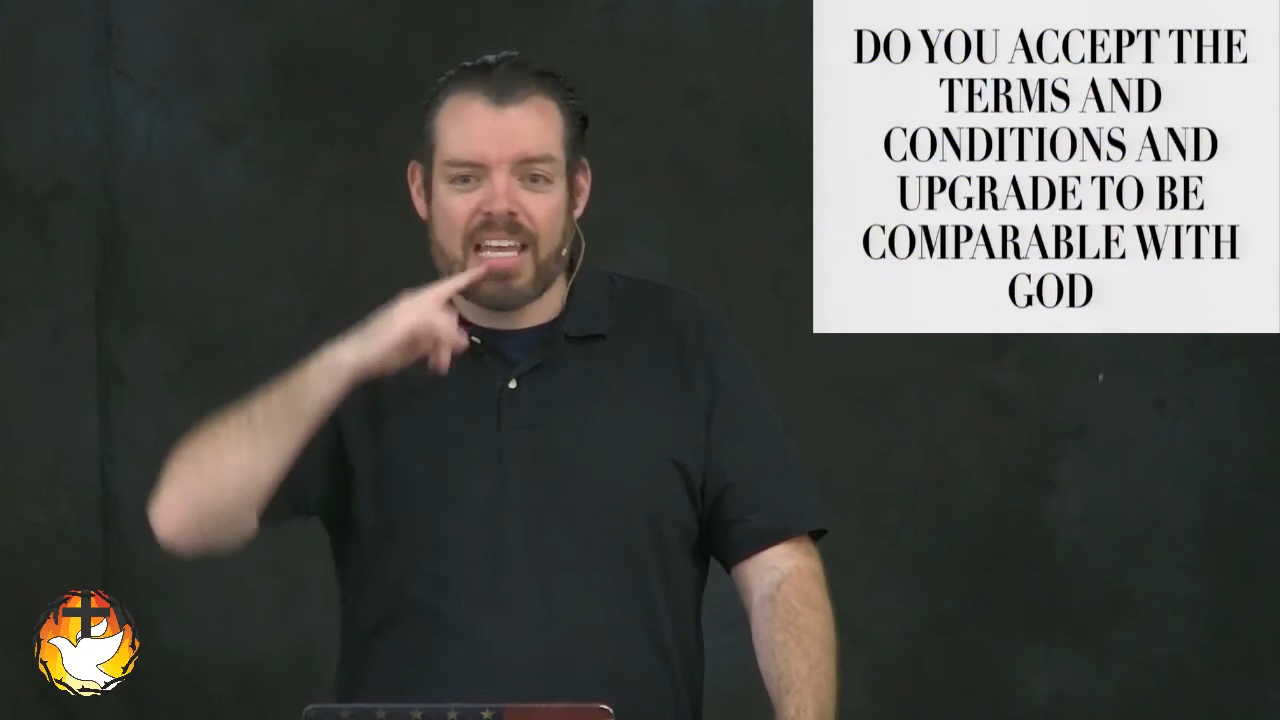 DO YOU ACCEPT THE
TERMS AND
CONDITIONS AND
UPGRADE TO BE
COMPARABLE WITH
GOD